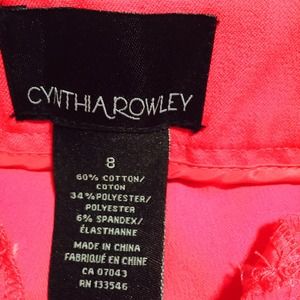 CYNTHIA ROWLEY
8
60% COTTON/
COTON
34% POLYESTER/
POLYESTER
6% SPANDEX/
ÉLASTHANNE
MADE IN CHINA
FABRIQUÉ EN CHINE
CA 07043
RN 133546